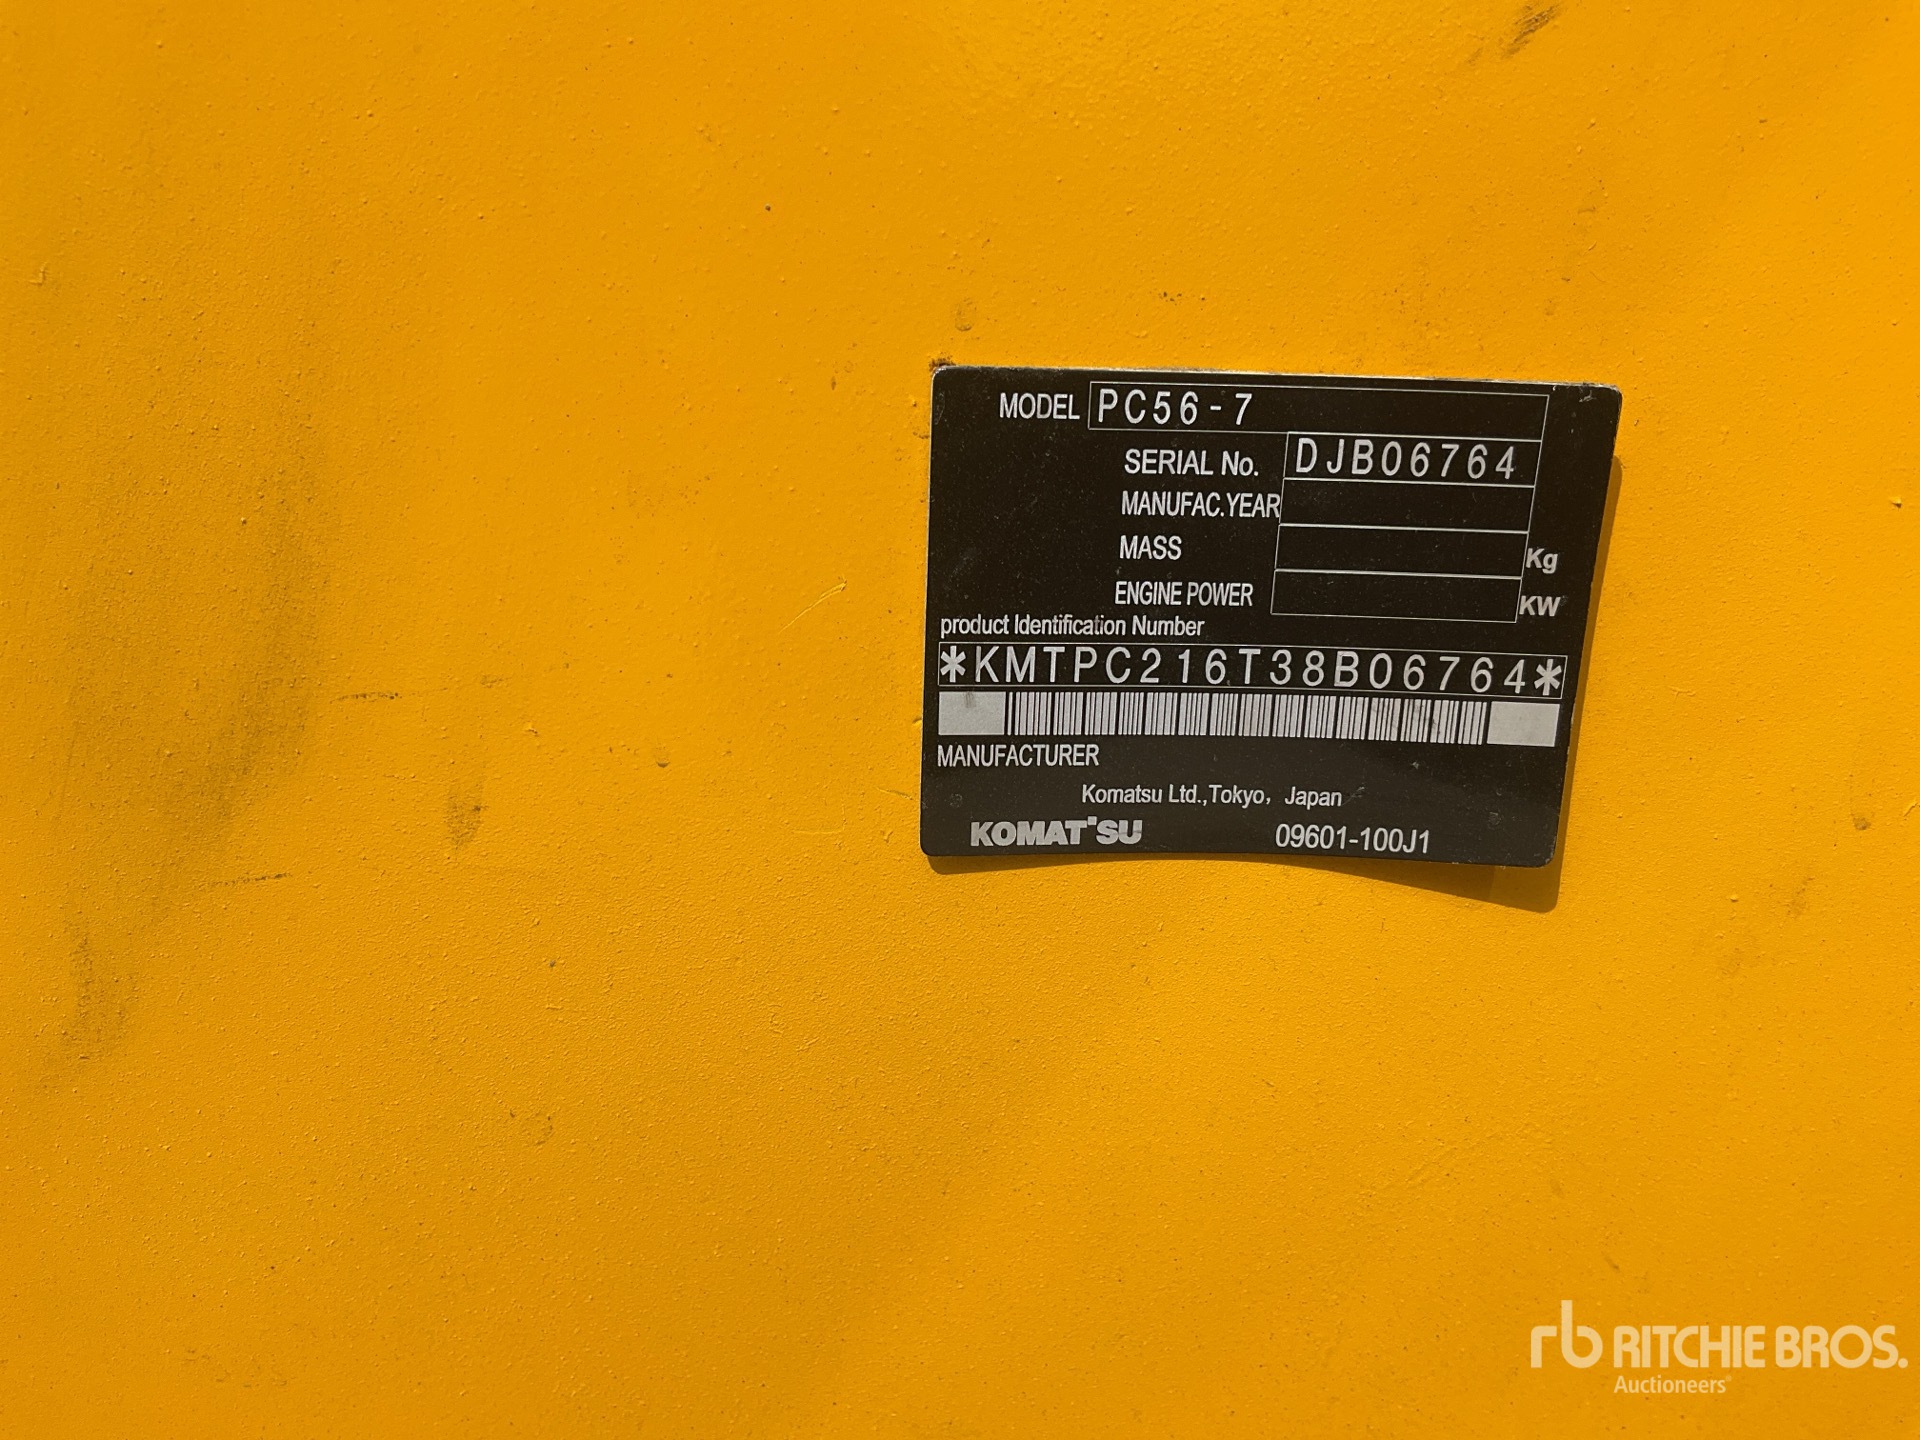 MODEL PC56-7
SERIAL No. DJB06764
MANUFAC.YEAR
MASS Kg
ENGINE POWER KW
product Identification Number
*KMTPC216T38B06764*
MANUFACTURER
Komatsu Ltd.,Tokyo, Japan
KOMATSU 09601-100J1
rb RITCHIE BROS.
Auctioneers